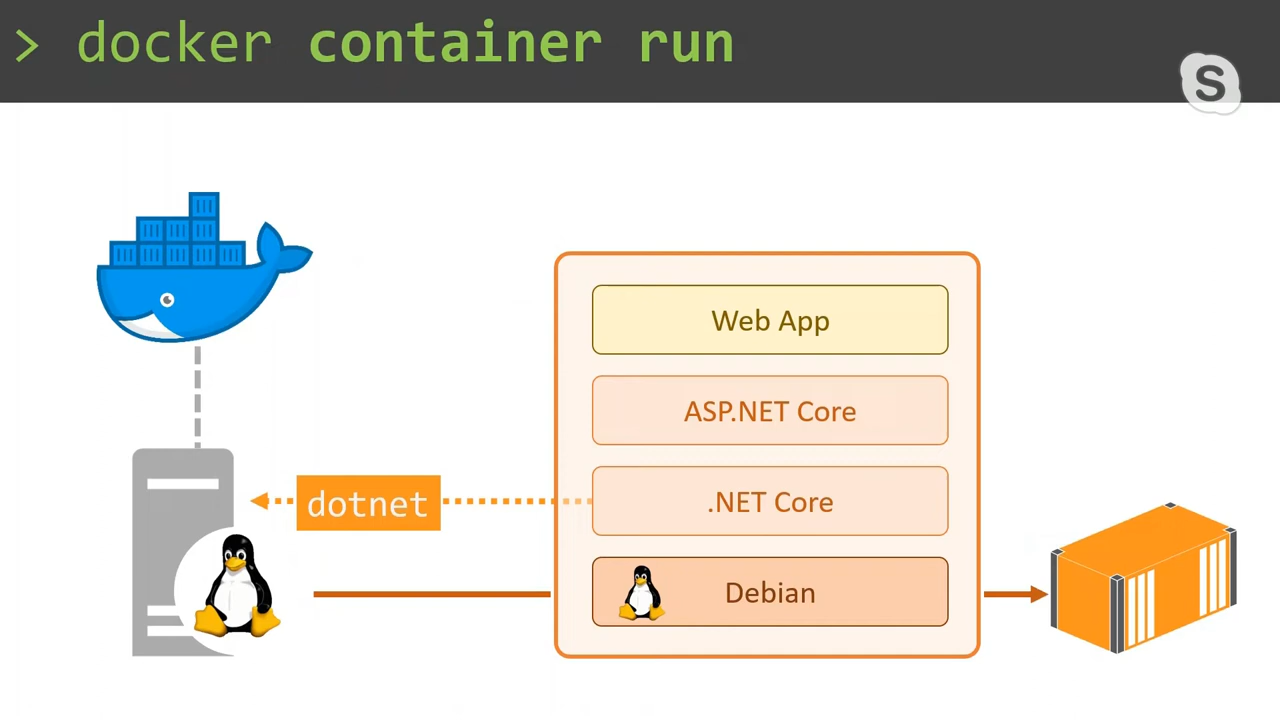 > docker container run
S
Web App
ASP.NET Core
dotnet
.NET Core
Debian